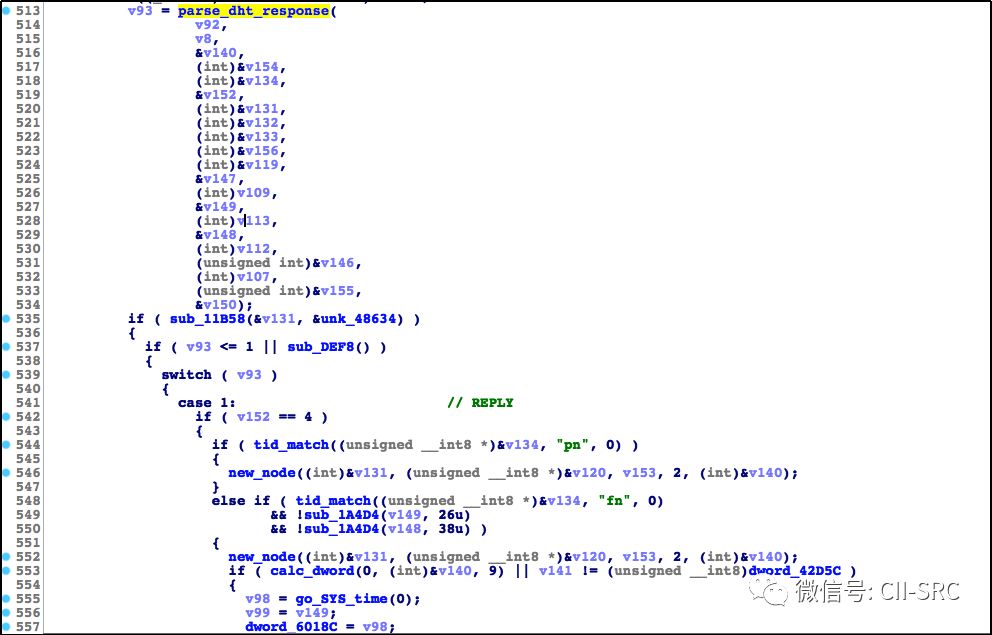 513 v93 = parse_dht_response(
514 v92,
515 v8,
516 &v140,
517 (int)&v154,
518 (int)&v134,
519 &v152,
520 (int)&v131,
521 (int)&v132,
522 (int)&v133,
523 (int)&v156,
524 (int)&v119,
525 &v147,
526 (int)v109,
527 &v149,
528 (int)v113,
529 &v148,
530 (int)v112,
531 (unsigned int)&v146,
532 (int)v107,
533 (unsigned int)&v155,
534 &v150);
535 if ( sub_11B58(&v131, &unk_48634) )
536 {
537 if ( v93 <= 1 || sub_DEF8() )
538 {
539 switch ( v93 )
540 {
541 case 1: // REPLY
542 if ( v152 == 4 )
543 {
544 if ( tid_match((unsigned __int8 *)&v134, "pn", 0) )
545 {
546 new_node((int)&v131, (unsigned __int8 *)&v120, v153, 2, (int)&v140);
547 }
548 else if ( tid_match((unsigned __int8 *)&v134, "fn", 0)
549 && !sub_1A4D4(v149, 26u)
550 && !sub_1A4D4(v148, 38u) )
551 {
552 new_node((int)&v131, (unsigned __int8 *)&v120, v153, 2, (int)&v140);
553 if ( calc_dword(0, (int)&v140, 9) || v141 != (unsigned __int8)dword_42D5C )
554 {
555 v98 = go_SYS_time(0);
556 v99 = v149;
557 dword_6018C = v98;
微信号: CII-SRC